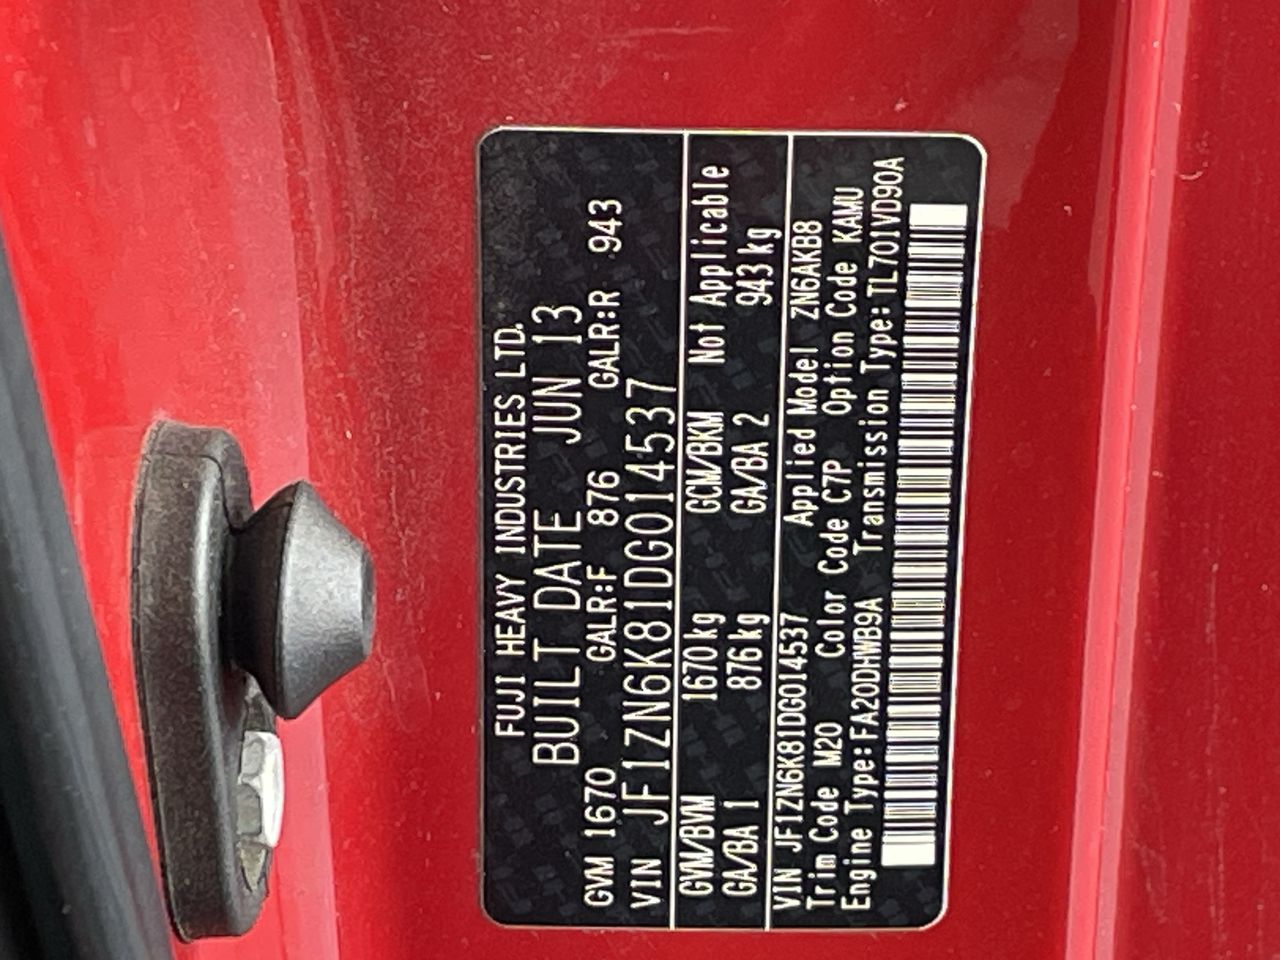 FUJI HEAVY INDUSTRIES LTD.
BUILT DATE JUN 13
GVM 1670 GALR:F 876 GALR:R 943
VIN JF1ZN6K81DG014537
GVM/BVM 1670 kg GCM/BKM Not Applicable
GA/BA 1 876 kg GA/BA 2 943 kg
VIN JF1ZN6K81DG014537 Applied Model ZN6AKB8
Trim Code M20 Color Code C7P Option Code KAMU
Engine Type: FA20DHWB9A Transmission Type: TL701VD90A